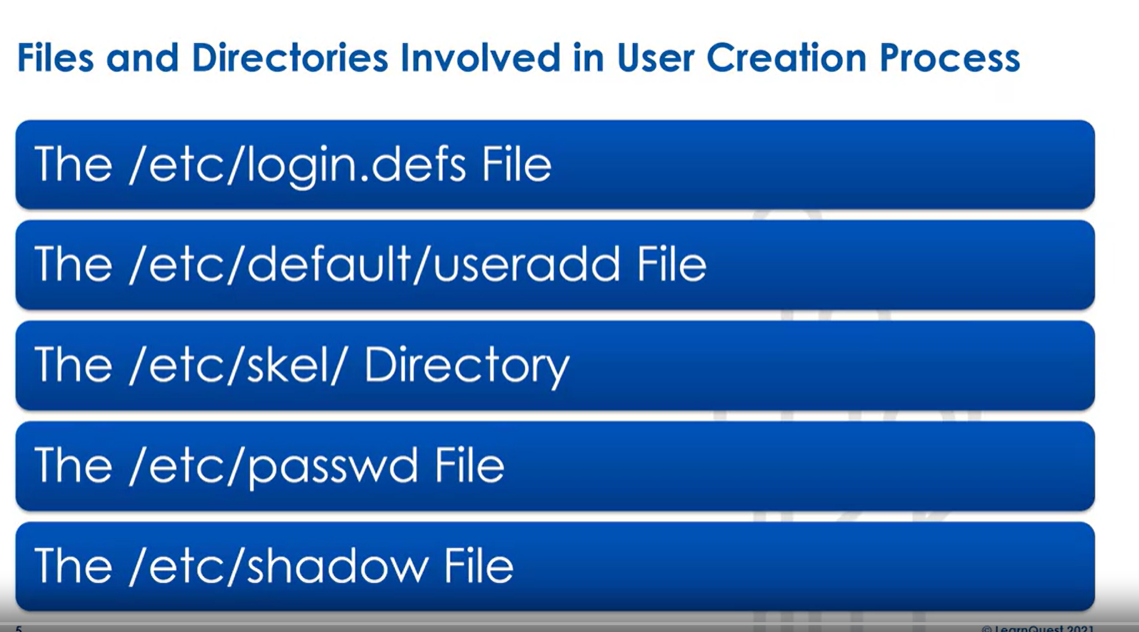 Files and Directories Involved in User Creation Process
The /etc/login.defs File
The /etc/default/useradd File
The /etc/skel/ Directory
The /etc/passwd File
The /etc/shadow File
5
© LearnQuest 2021